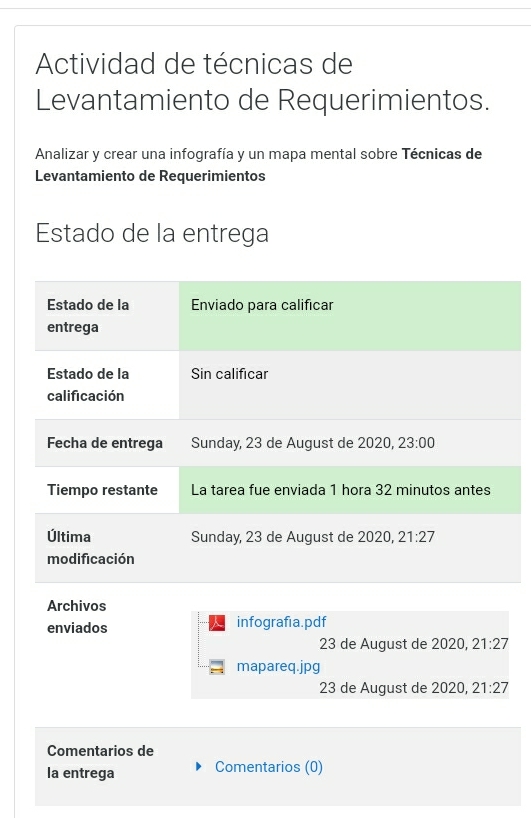 Actividad de técnicas de
Levantamiento de Requerimientos.
Analizar y crear una infografía y un mapa mental sobre Técnicas de
Levantamiento de Requerimientos
Estado de la entrega
Estado de la
entrega
Enviado para calificar
Estado de la
calificación
Sin calificar
Fecha de entrega
Sunday, 23 de August de 2020, 23:00
Tiempo restante
La tarea fue enviada 1 hora 32 minutos antes
Última
modificación
Sunday, 23 de August de 2020, 21:27
Archivos
enviados
infografia.pdf
23 de August de 2020, 21:27
mapareq.jpg
23 de August de 2020, 21:27
Comentarios de
la entrega
Comentarios (0)